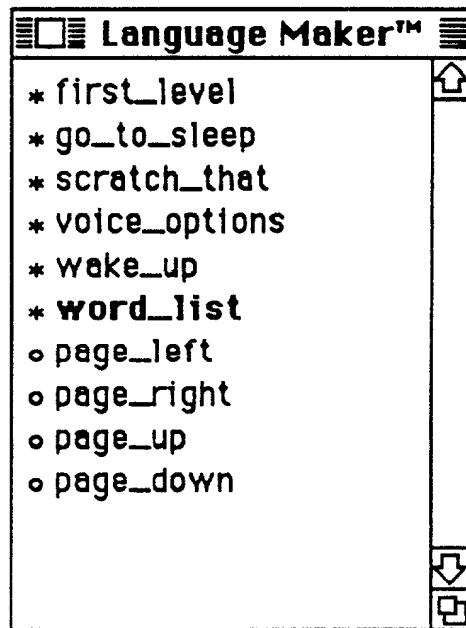 Language Maker™
* first_level
* go_to_sleep
* scratch_that
* voice_options
* wake_up
* word_list
o page_left
o page_right
o page_up
o page_down